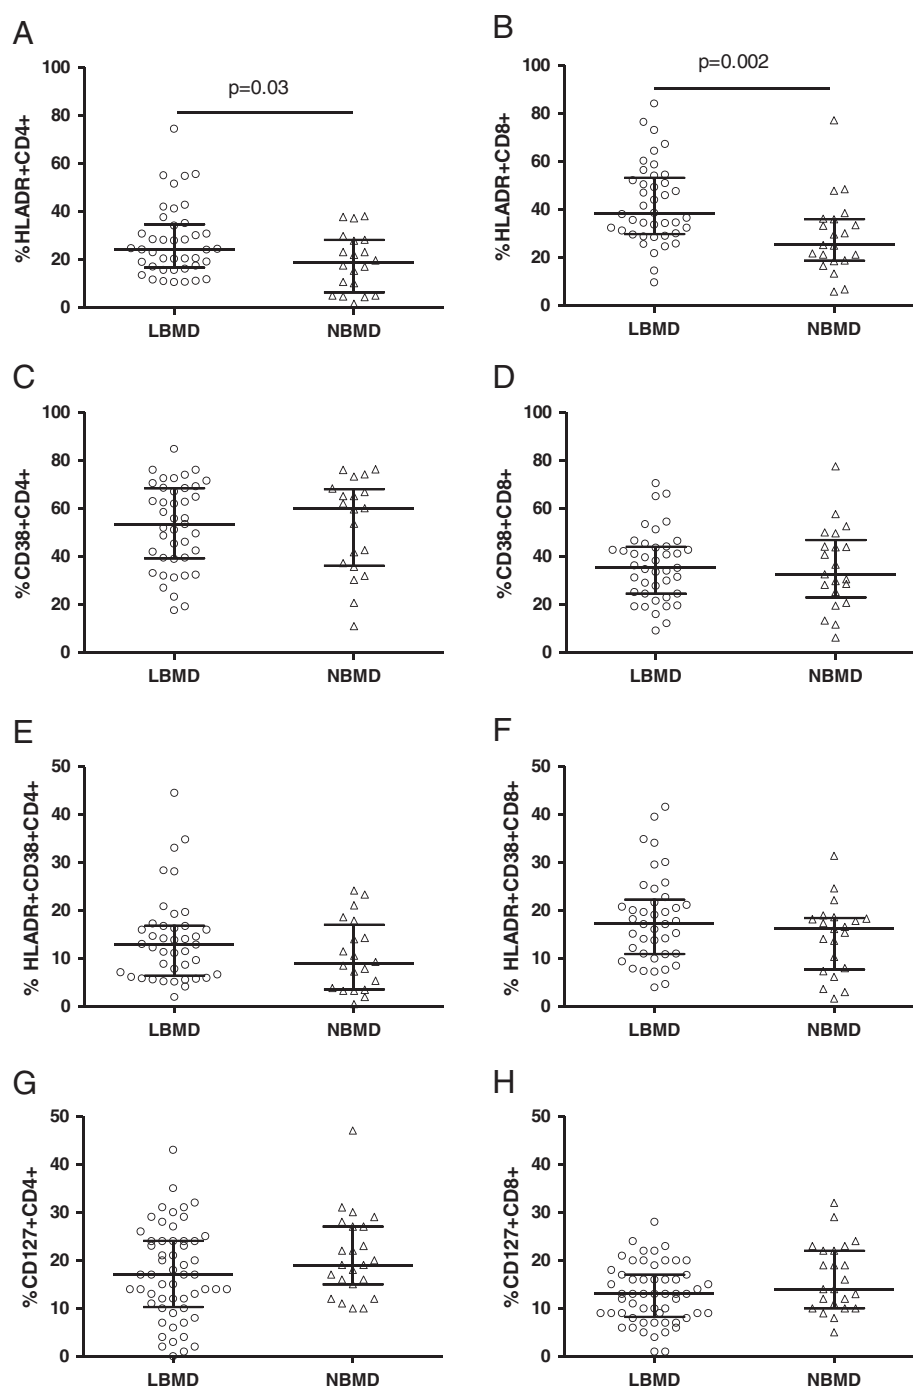 A
%HLADR+CD4+
100
80
60
40
20
0
p=0.03
LBMD NBMD
B
%HLADR+CD8+
100
80
60
40
20
0
p=0.002
LBMD NBMD
C
%CD38+CD4+
100
80
60
40
20
0
LBMD NBMD
D
%CD38+CD8+
100
80
60
40
20
0
LBMD NBMD
E
% HLADR+CD38+CD4+
50
40
30
20
10
0
LBMD NBMD
F
% HLADR+CD38+CD8+
50
40
30
20
10
0
LBMD NBMD
G
%CD127+CD4+
50
40
30
20
10
0
LBMD NBMD
H
%CD127+CD8+
50
40
30
20
10
0
LBMD NBMD